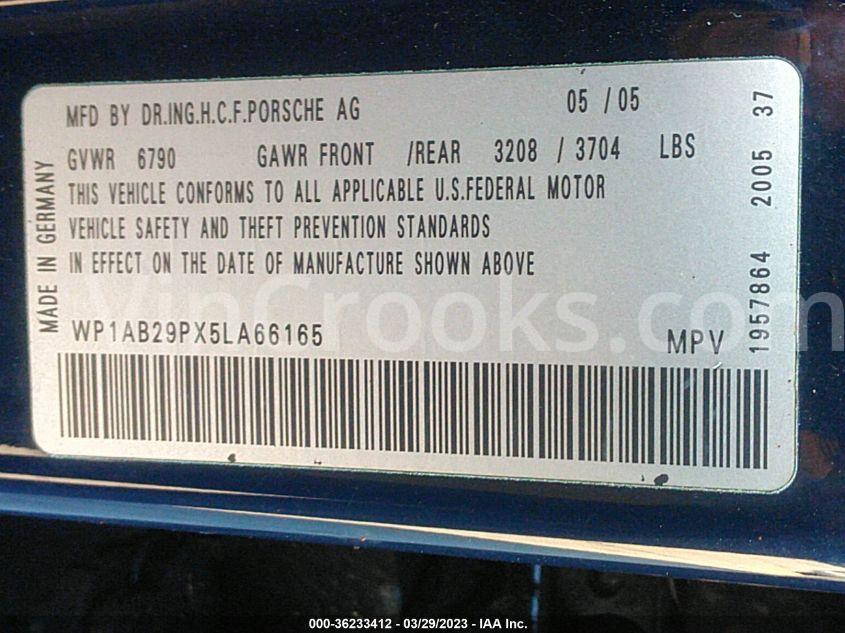 MFD BY DR.ING.H.C.F.PORSCHE AG 05 / 05
GVWR 6790 GAWR FRONT /REAR 3208 / 3704 LBS
THIS VEHICLE CONFORMS TO ALL APPLICABLE U.S.FEDERAL MOTOR
VEHICLE SAFETY AND THEFT PREVENTION STANDARDS
IN EFFECT ON THE DATE OF MANUFACTURE SHOWN ABOVE
WP1AB29PX5LA66165 MPV
MADE IN GERMANY
1957864 2005 37
VinCrooks.com
000-36233412 - 03/29/2023 - IAA Inc.